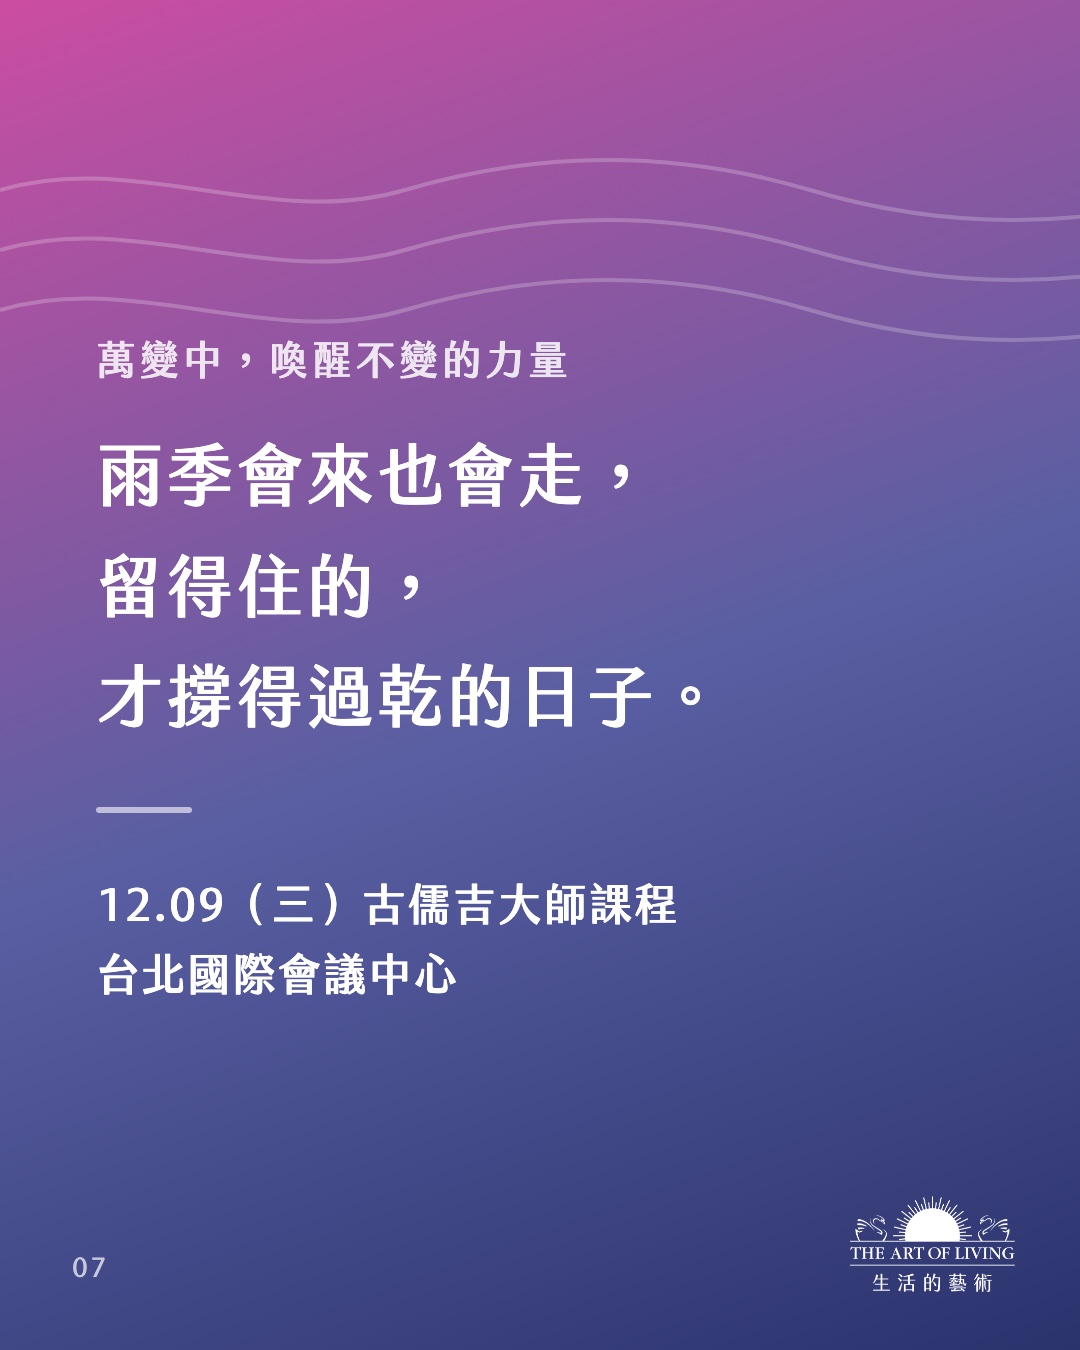 萬變中，喚醒不變的力量
雨季會來也會走，
留得住的，
才撐得過乾的日子。
12.09（三）古儒吉大師課程
台北國際會議中心
07
THE ART OF LIVING
生活的藝術